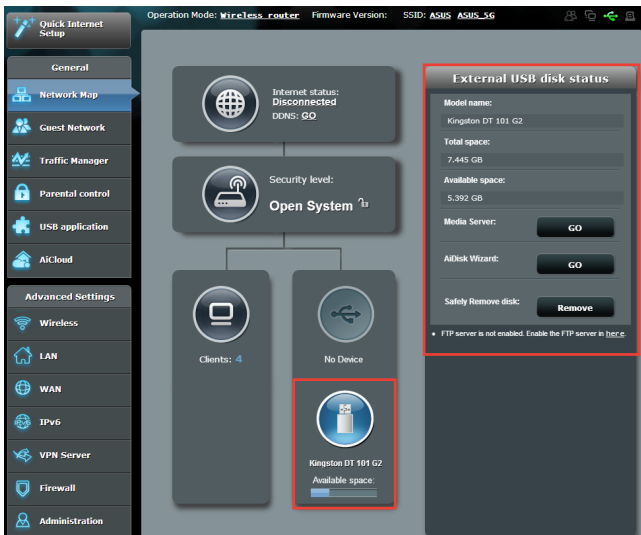 Quick Internet
Setup
Operation Mode: Wireless router Firmware Version: SSID: ASUS ASUS_5G
General
Network Map
Guest Network
Traffic Manager
Parental control
USB application
AiCloud
Advanced Settings
Wireless
LAN
WAN
IPv6
VPN Server
Firewall
Administration
Internet status:
Disconnected
DDNS: GO
Security level:
Open System
Clients: 4
No Device
Kingston DT 101 G2
Available space:
External USB disk status
Model name:
Kingston DT 101 G2
Total space:
7.445 GB
Available space:
5.392 GB
Media Server: GO
AiDisk Wizard: GO
Safely Remove disk: Remove
• FTP server is not enabled. Enable the FTP server in here.